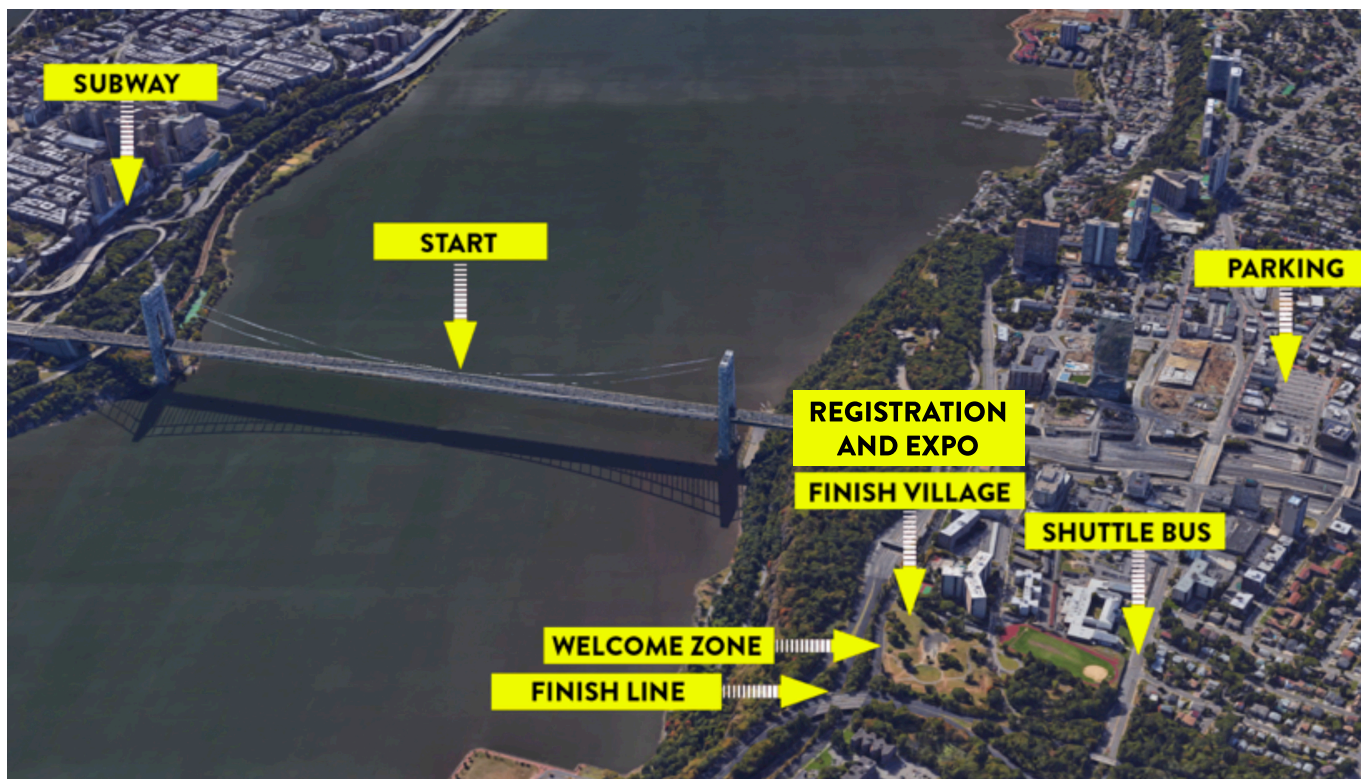 SUBWAY
START
PARKING
REGISTRATION
AND EXPO
FINISH VILLAGE
SHUTTLE BUS
WELCOME ZONE
FINISH LINE